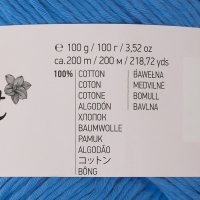 ℮ 100 g / 100 г / 3,52 oz
ca. 200 m / 200 м / 218,72 yds
100% COTTON BAWEŁNA
COTON MEDVILNE
COTONE BOMULL
ALGODÓN BAVLNA
ХЛОПОК
BAUMWOLLE
PAMUK
ALGODÃO
コットン
BÔNG